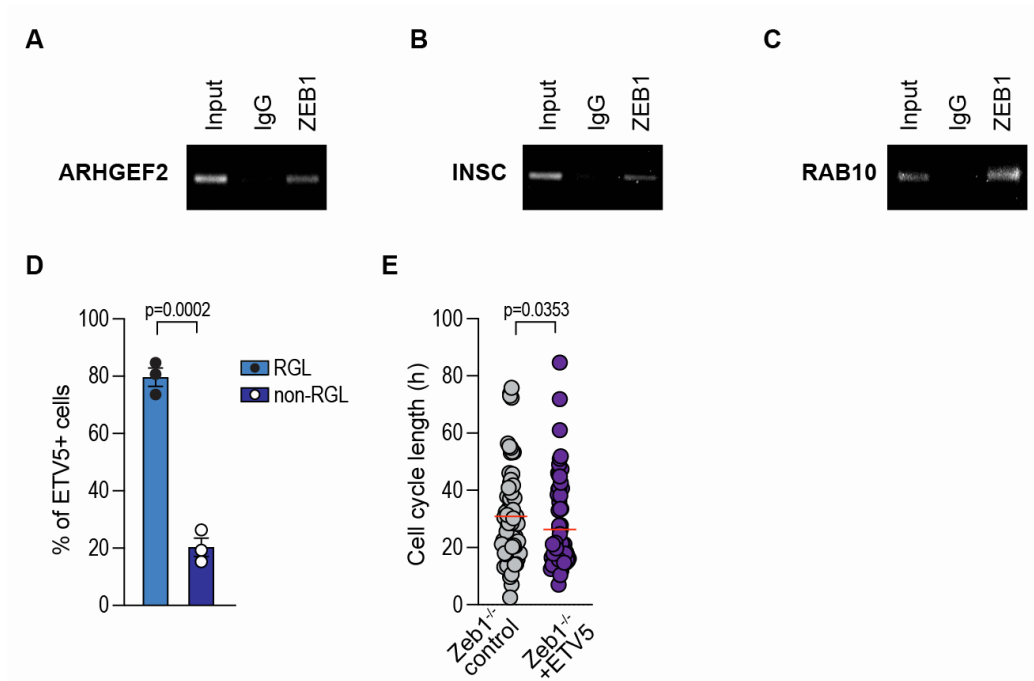 A
B
C
Input
IgG
ZEB1
Input
IgG
ZEB1
Input
IgG
ZEB1
ARHGEF2
INSC
RAB10
D
E
p=0.0002
100
80
60
40
20
0
% of ETV5+ cells
RGL
non-RGL
p=0.0353
100
80
60
40
20
0
Cell cycle length (h)
Zeb1-/-
control
Zeb1-/-
+ETV5